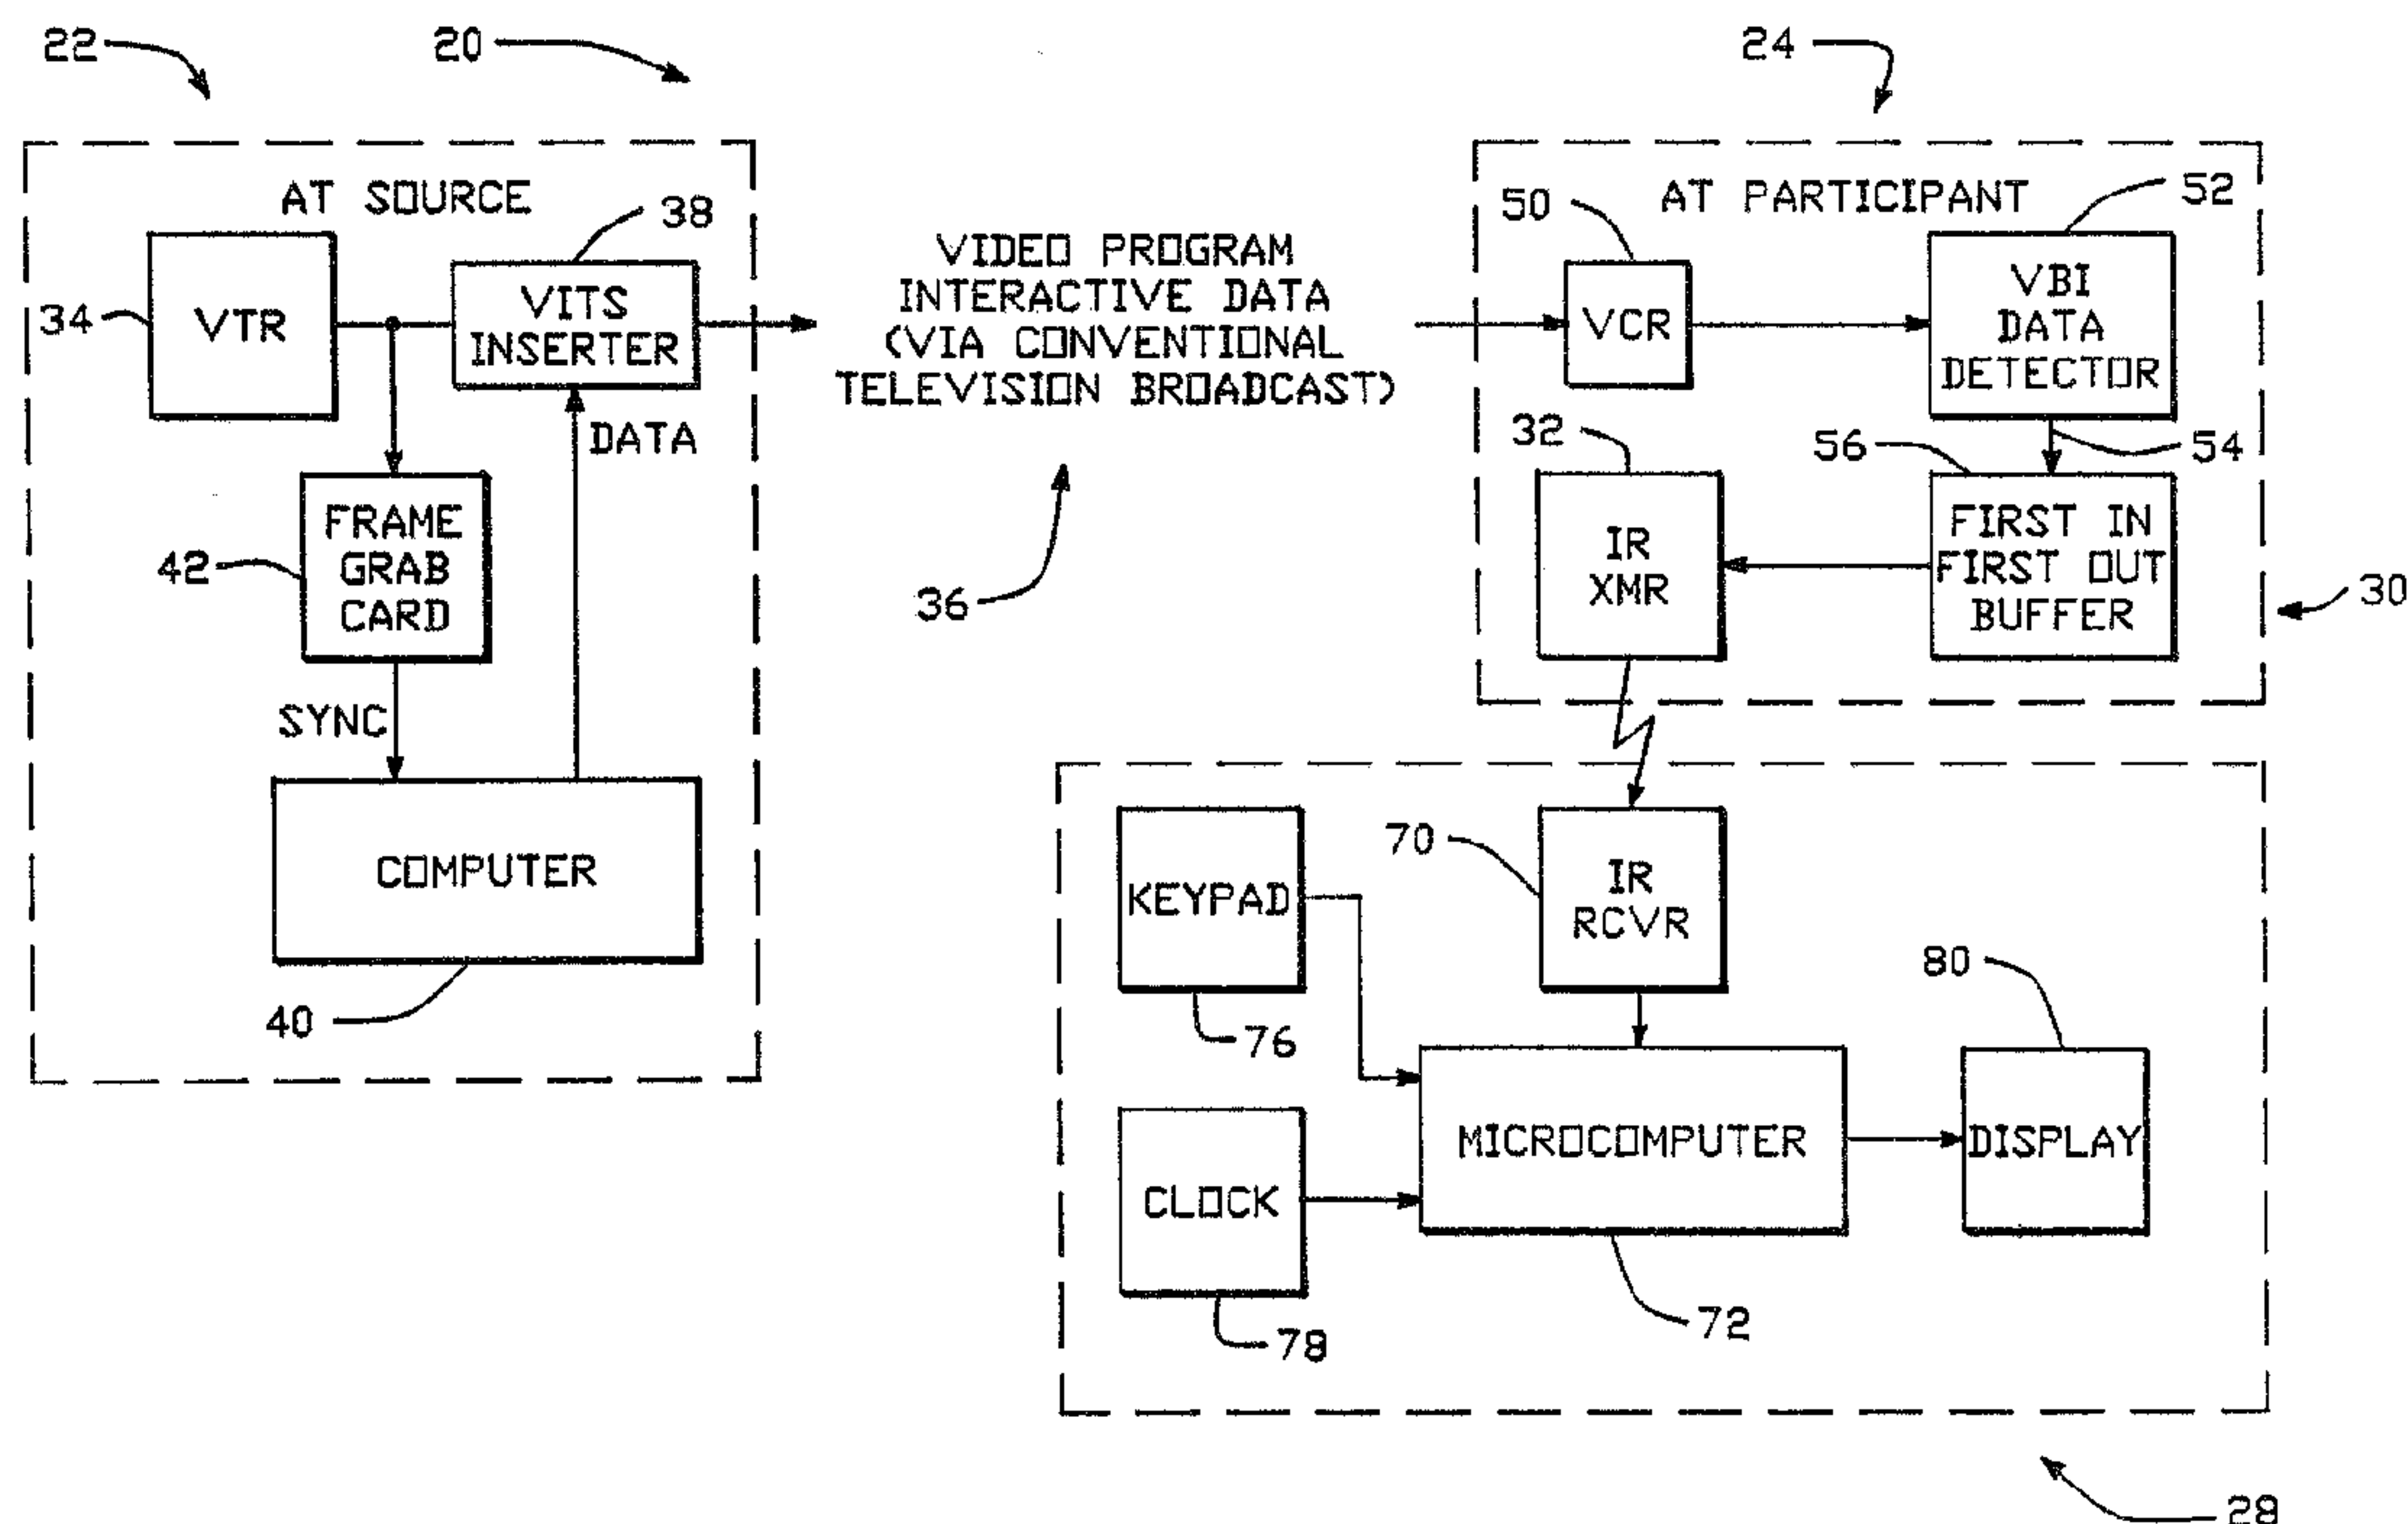 22
20
24
AT SOURCE
38
34
VTR
VITS
INSERTER
DATA
42
FRAME
GRAB
CARD
SYNC
COMPUTER
40
VIDEO PROGRAM
INTERACTIVE DATA
(VIA CONVENTIONAL
TELEVISION BROADCAST)
36
AT PARTICIPANT
50
52
VCR
VBI
DATA
DETECTOR
32
56
54
IR
XMR
FIRST IN
FIRST OUT
BUFFER
30
KEYPAD
76
70
IR
RCVR
80
MICROCOMPUTER
DISPLAY
CLOCK
78
72
28